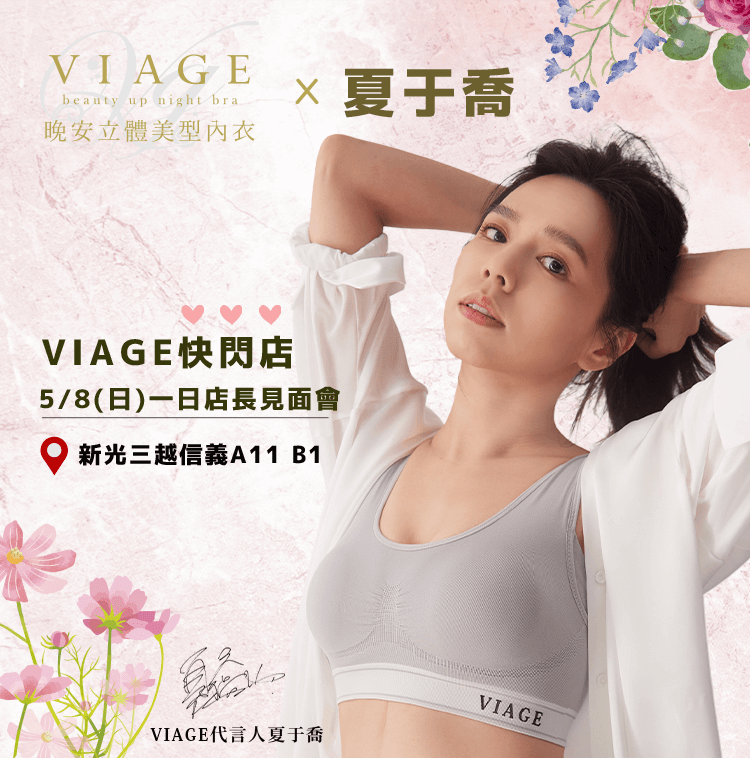 VIAGE
beauty up night bra
晚安立體美型內衣
X 夏于喬
VIAGE快閃店
5/8(日)一日店長見面會
新光三越信義A11 B1
VIAGE代言人夏于喬
VIAGE